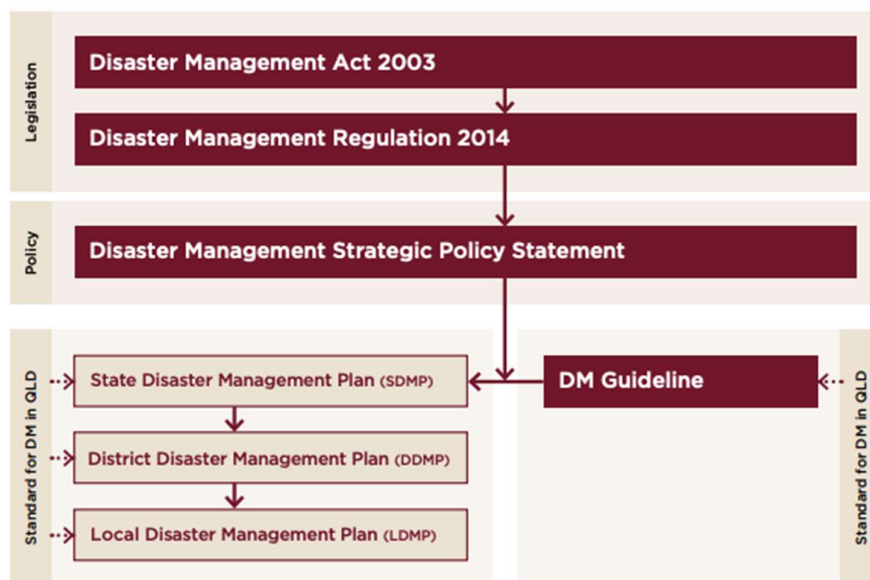 Legislation
Disaster Management Act 2003
Disaster Management Regulation 2014
Policy
Disaster Management Strategic Policy Statement
Standard for DM in QLD
State Disaster Management Plan (SDMP)
District Disaster Management Plan (DDMP)
Local Disaster Management Plan (LDMP)
DM Guideline
Standard for DM in QLD